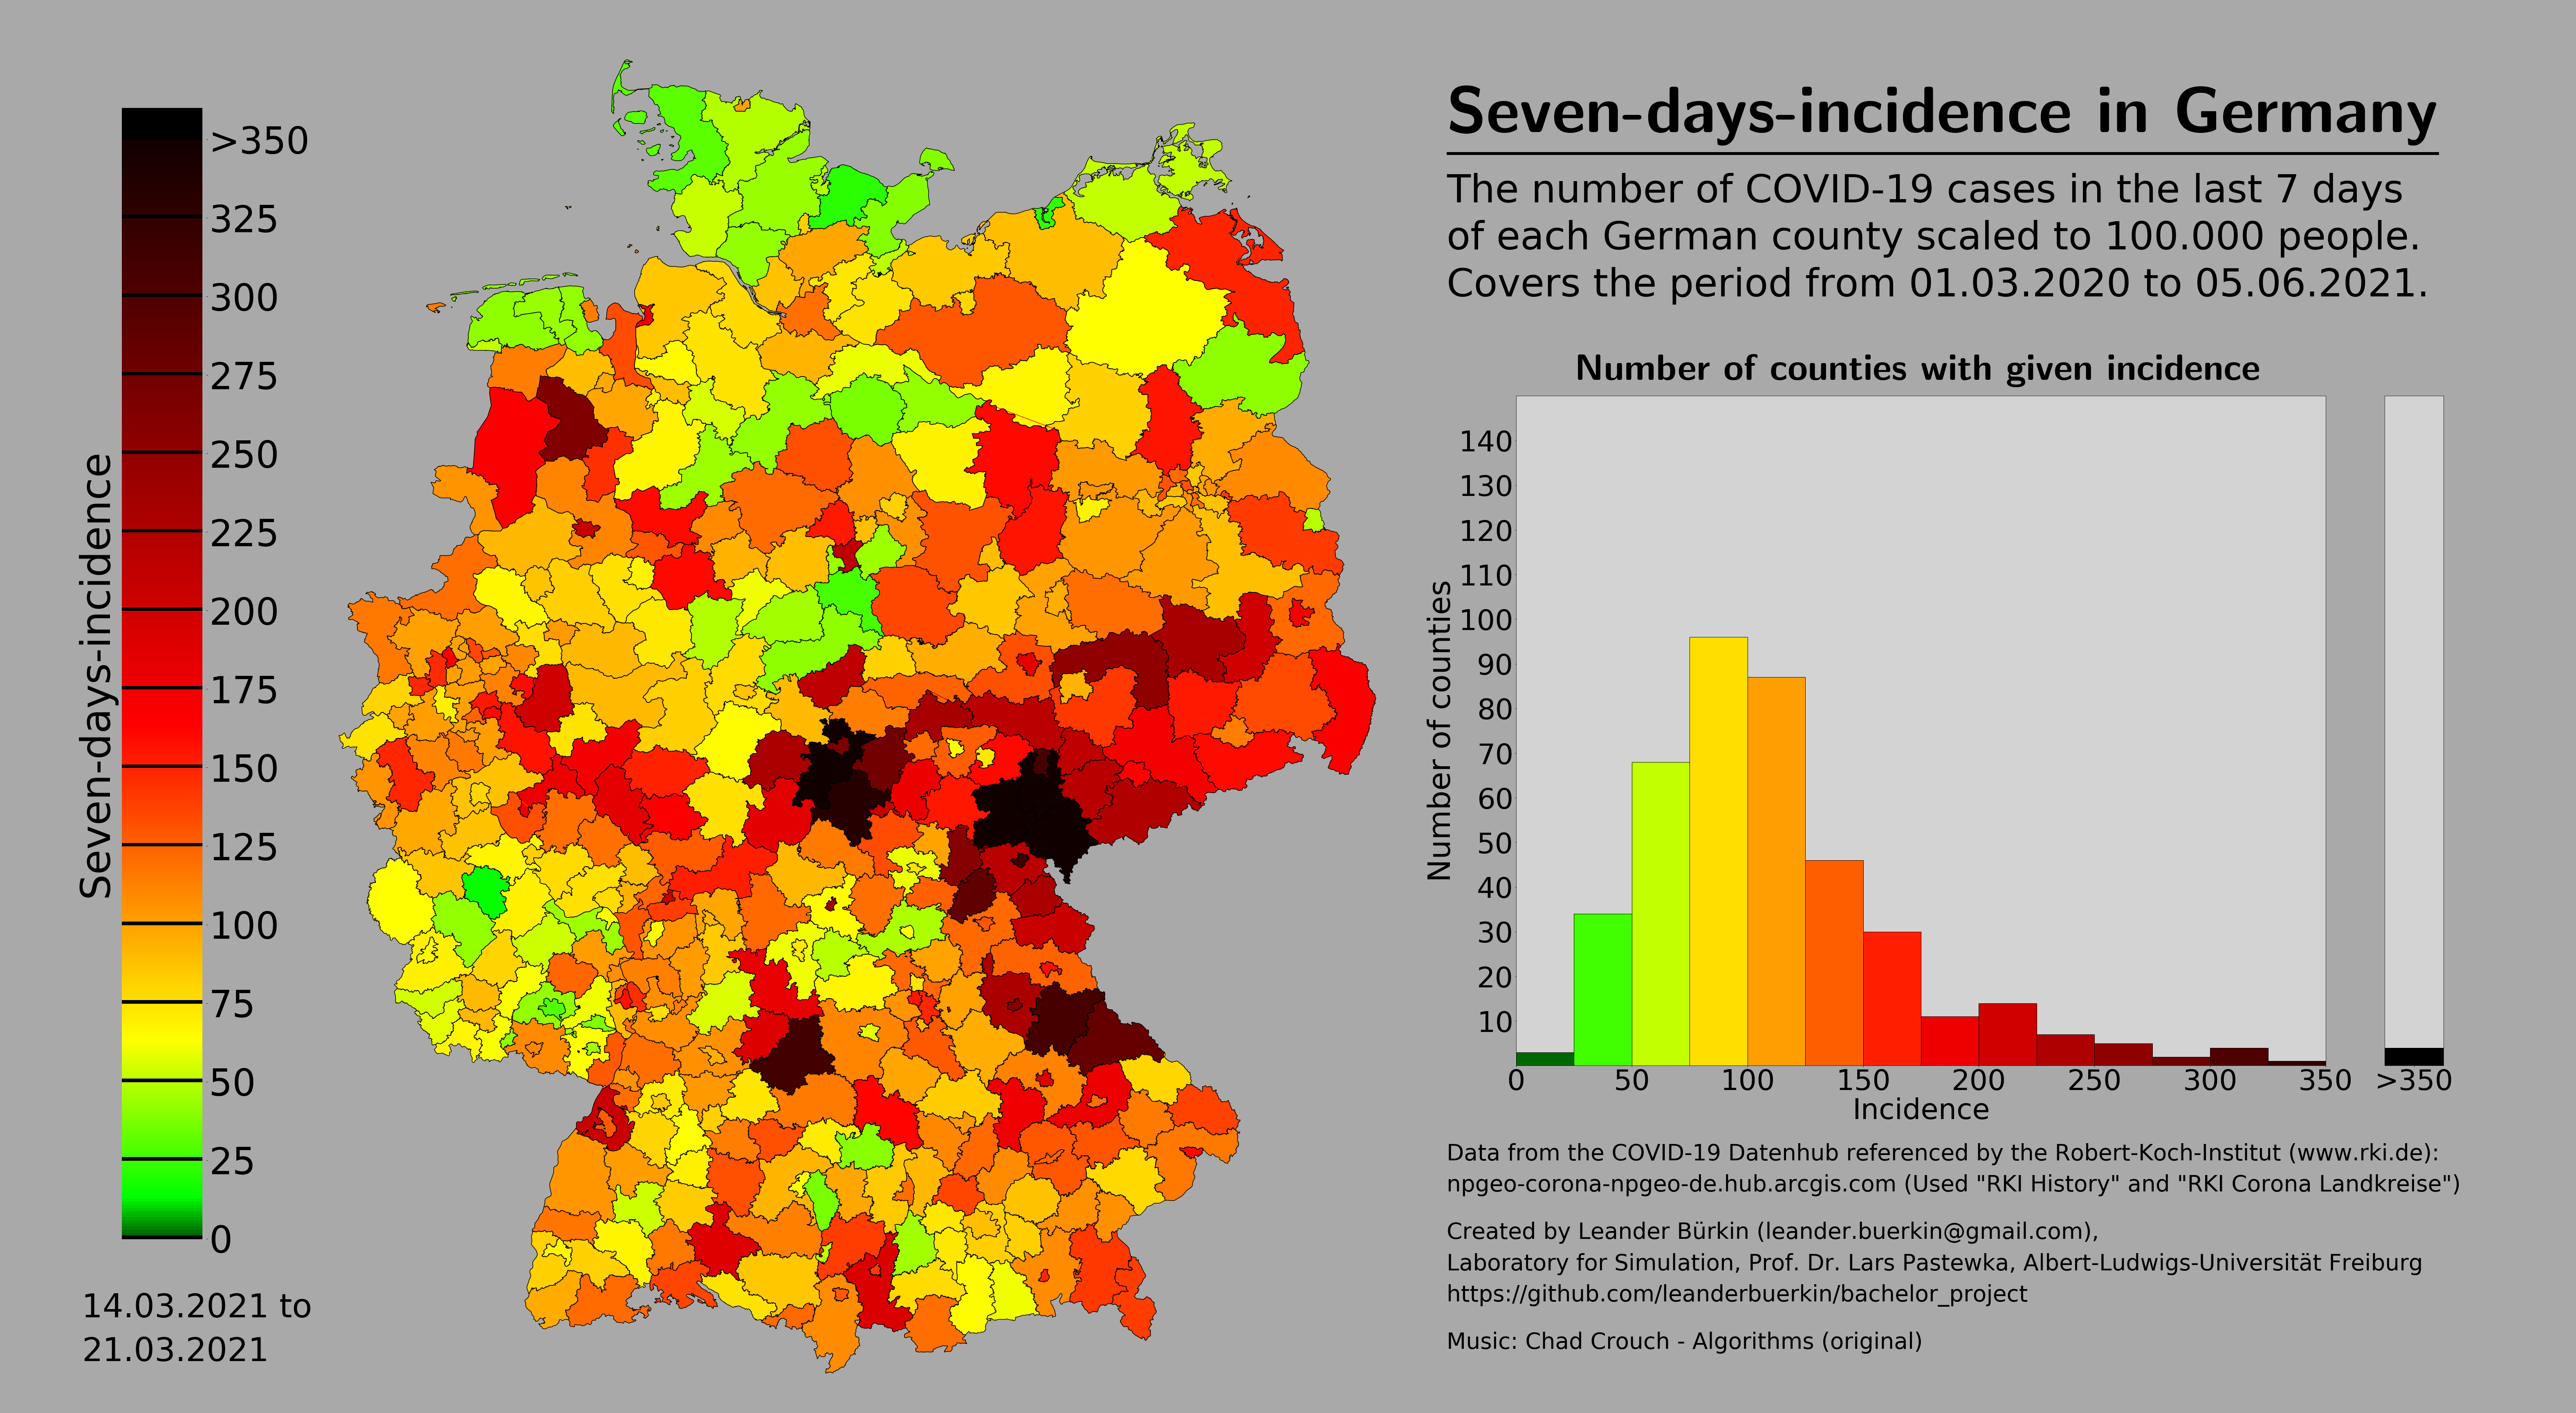 Seven-days-incidence in Germany
The number of COVID-19 cases in the last 7 days
of each German county scaled to 100.000 people.
Covers the period from 01.03.2020 to 05.06.2021.
Seven-days-incidence
>350
325
300
275
250
225
200
175
150
125
100
75
50
25
0
14.03.2021 to
21.03.2021
Number of counties with given incidence
Number of counties
140
130
120
110
100
90
80
70
60
50
40
30
20
10
0 50 100 150 200 250 300 350 >350
Incidence
Data from the COVID-19 Datenhub referenced by the Robert-Koch-Institut (www.rki.de):
npgeo-corona-npgeo-de.hub.arcgis.com (Used "RKI History" and "RKI Corona Landkreise")
Created by Leander Bürkin (leander.buerkin@gmail.com),
Laboratory for Simulation, Prof. Dr. Lars Pastewka, Albert-Ludwigs-Universität Freiburg
https://github.com/leanderbuerkin/bachelor_project
Music: Chad Crouch - Algorithms (original)